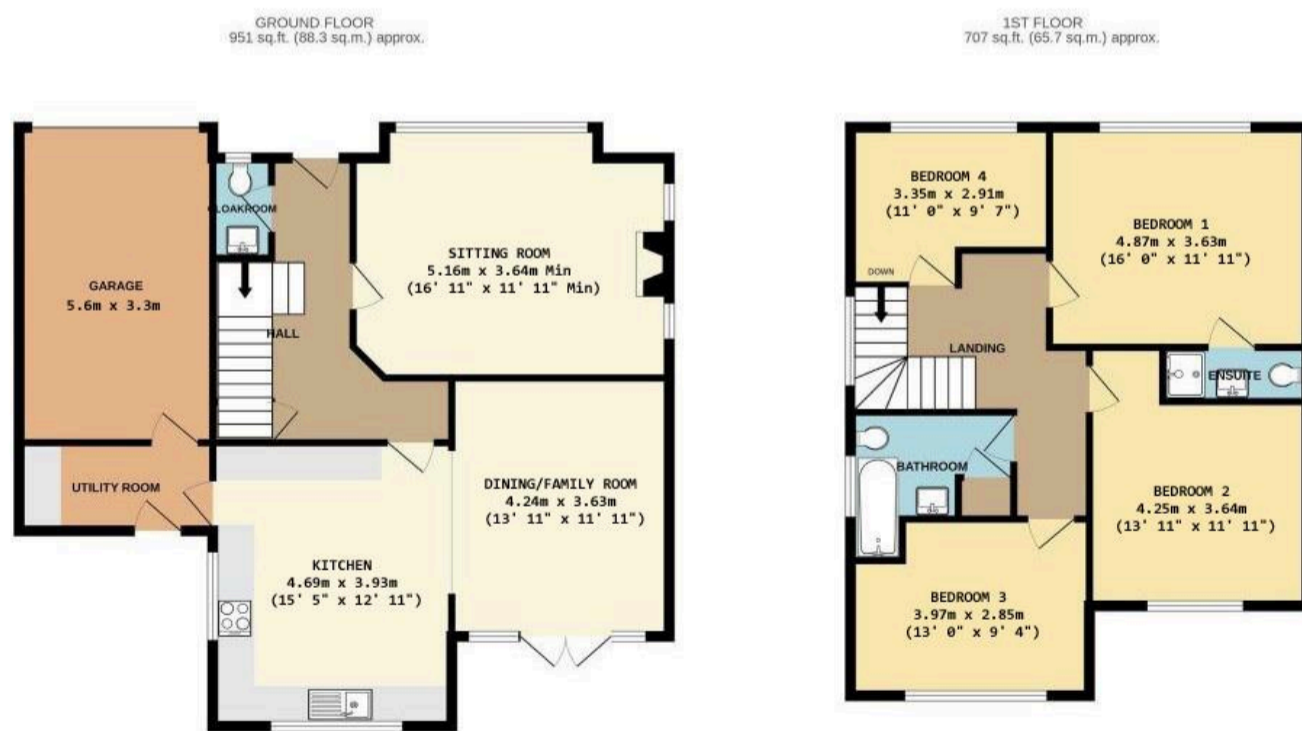 GROUND FLOOR
951 sq.ft. (88.3 sq.m.) approx.
GARAGE
5.6m x 3.3m
CLOAKROOM
SITTING ROOM
5.16m x 3.64m Min
(16' 11" x 11' 11" Min)
HALL
UTILITY ROOM
DINING/FAMILY ROOM
4.24m x 3.63m
(13' 11" x 11' 11")
KITCHEN
4.69m x 3.93m
(15' 5" x 12' 11")
1ST FLOOR
707 sq.ft. (65.7 sq.m.) approx.
BEDROOM 4
3.35m x 2.91m
(11' 0" x 9' 7")
BEDROOM 1
4.87m x 3.63m
(16' 0" x 11' 11")
DOWN
LANDING
ENSUITE
BATHROOM
BEDROOM 2
4.25m x 3.64m
(13' 11" x 11' 11")
BEDROOM 3
3.97m x 2.85m
(13' 0" x 9' 4")